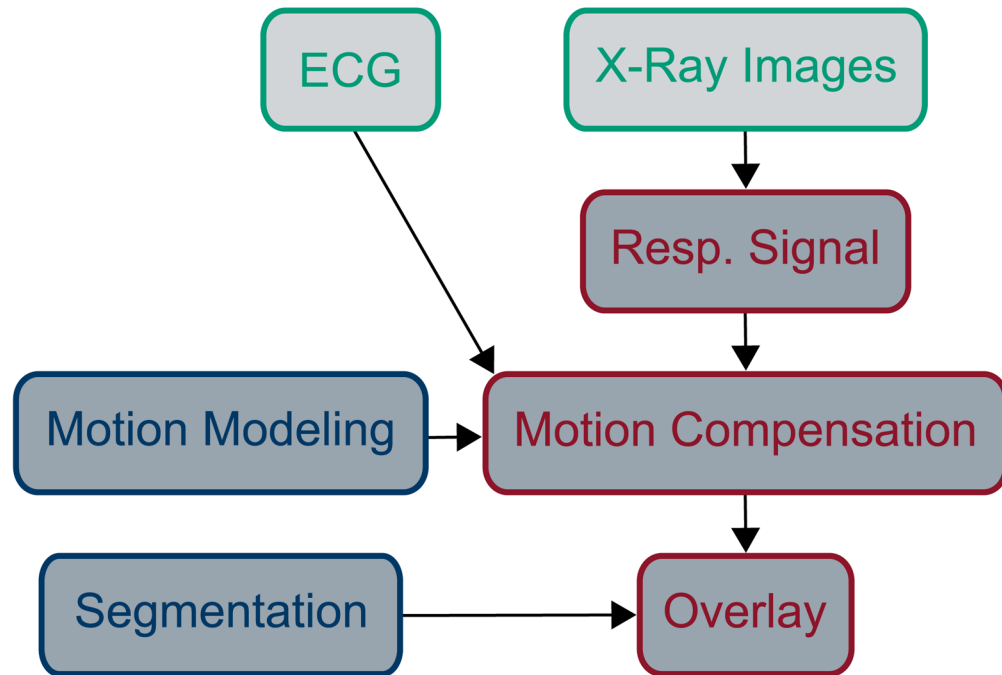 ECG
X-Ray Images
Resp. Signal
Motion Modeling
Motion Compensation
Segmentation
Overlay